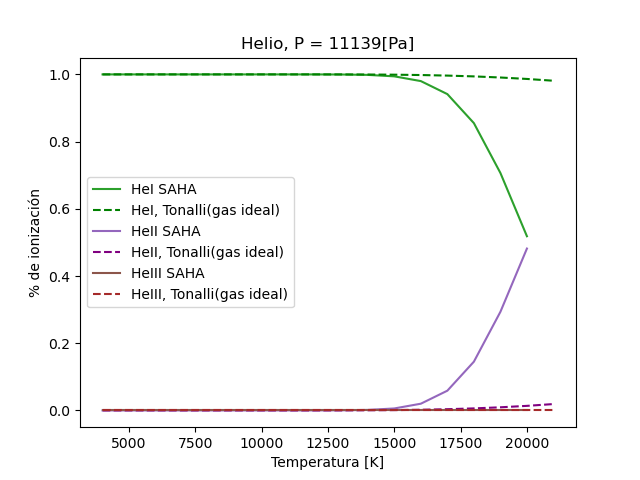 Helio, P = 11139[Pa]
1.0
0.8
0.6
0.4
0.2
0.0
% de ionización
HeI SAHA
HeI, Tonalli(gas ideal)
HeII SAHA
HeII, Tonalli(gas ideal)
HeIII SAHA
HeIII, Tonalli(gas ideal)
5000 7500 10000 12500 15000 17500 20000
Temperatura [K]